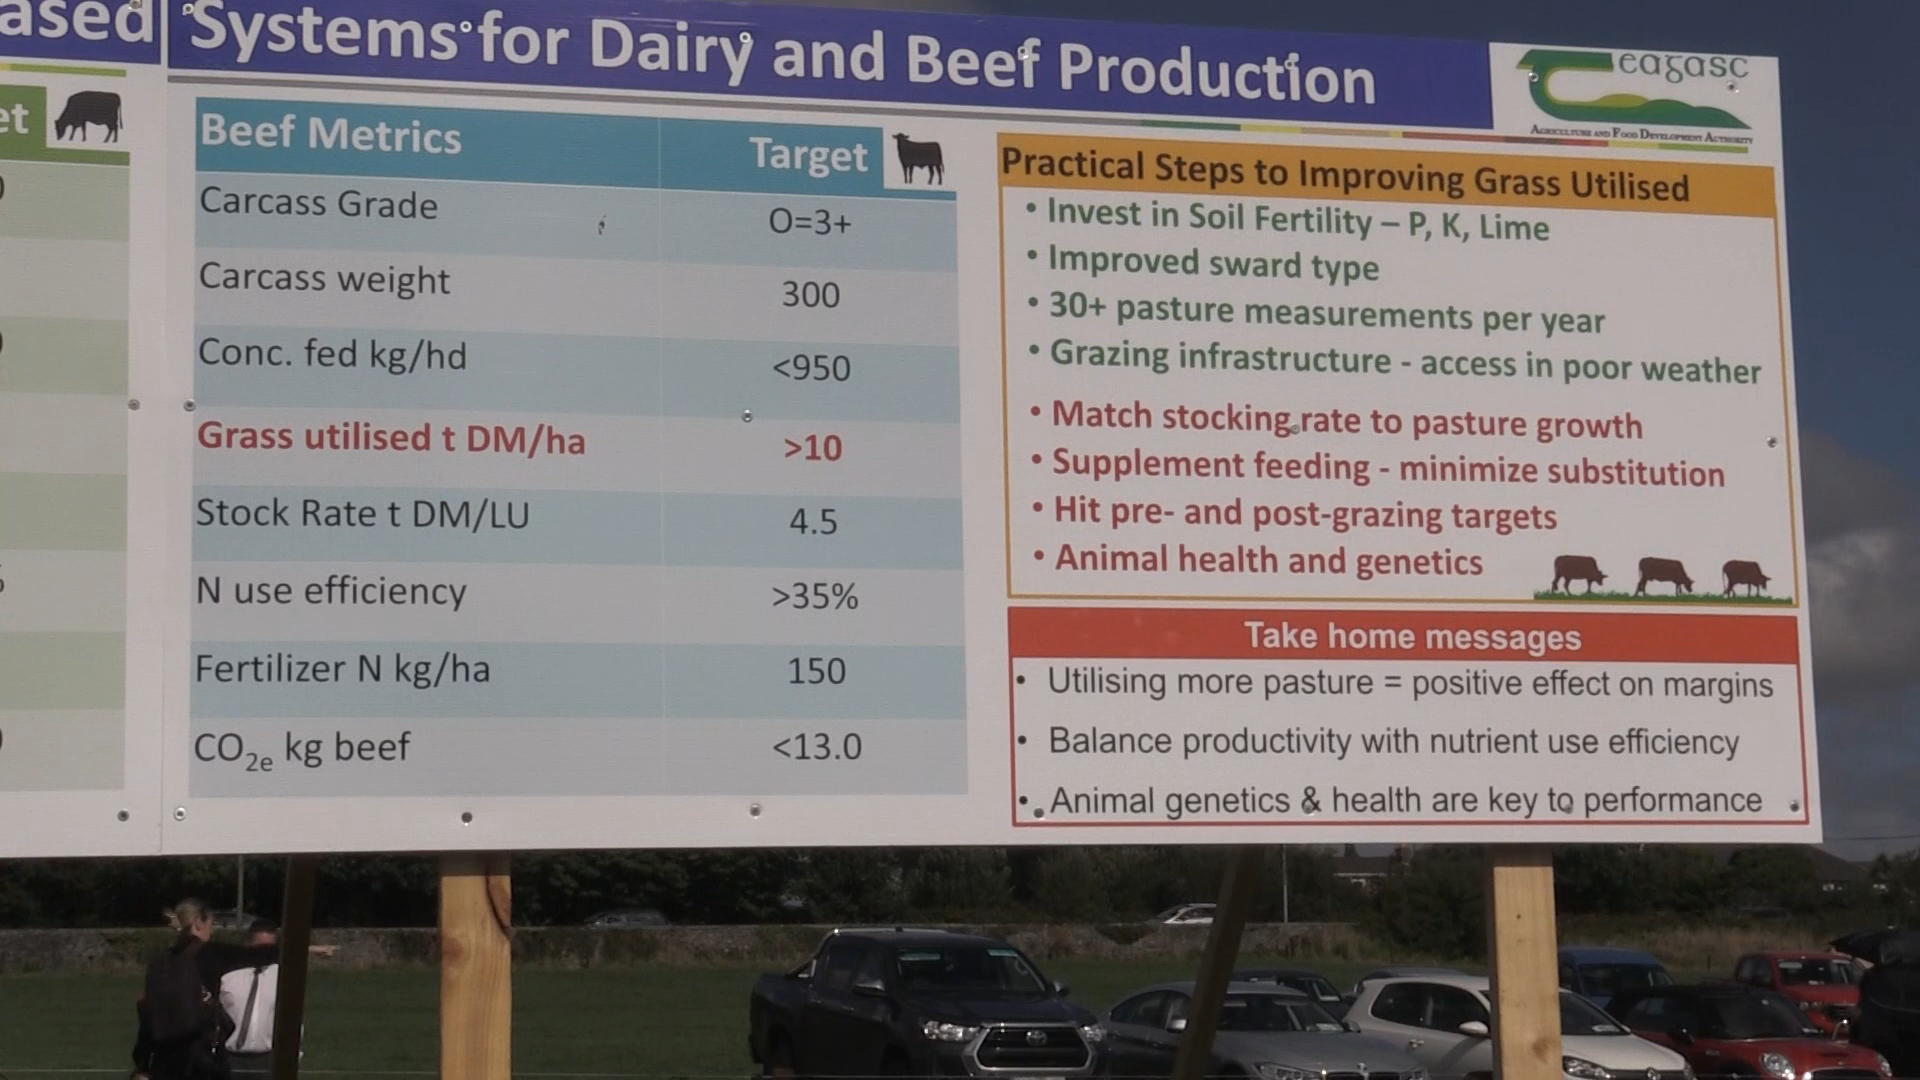 ased
Systems for Dairy and Beef Production
eagasc
Agriculture and Food Development Authority
et
Beef Metrics Target
Carcass Grade O=3+
Carcass weight 300
Conc. fed kg/hd <950
Grass utilised t DM/ha >10
Stock Rate t DM/LU 4.5
N use efficiency >35%
Fertilizer N kg/ha 150
CO2e kg beef <13.0
Practical Steps to Improving Grass Utilised
• Invest in Soil Fertility – P, K, Lime
• Improved sward type
• 30+ pasture measurements per year
• Grazing infrastructure - access in poor weather
• Match stocking rate to pasture growth
• Supplement feeding - minimize substitution
• Hit pre- and post-grazing targets
• Animal health and genetics
Take home messages
• Utilising more pasture = positive effect on margins
• Balance productivity with nutrient use efficiency
• Animal genetics & health are key to performance